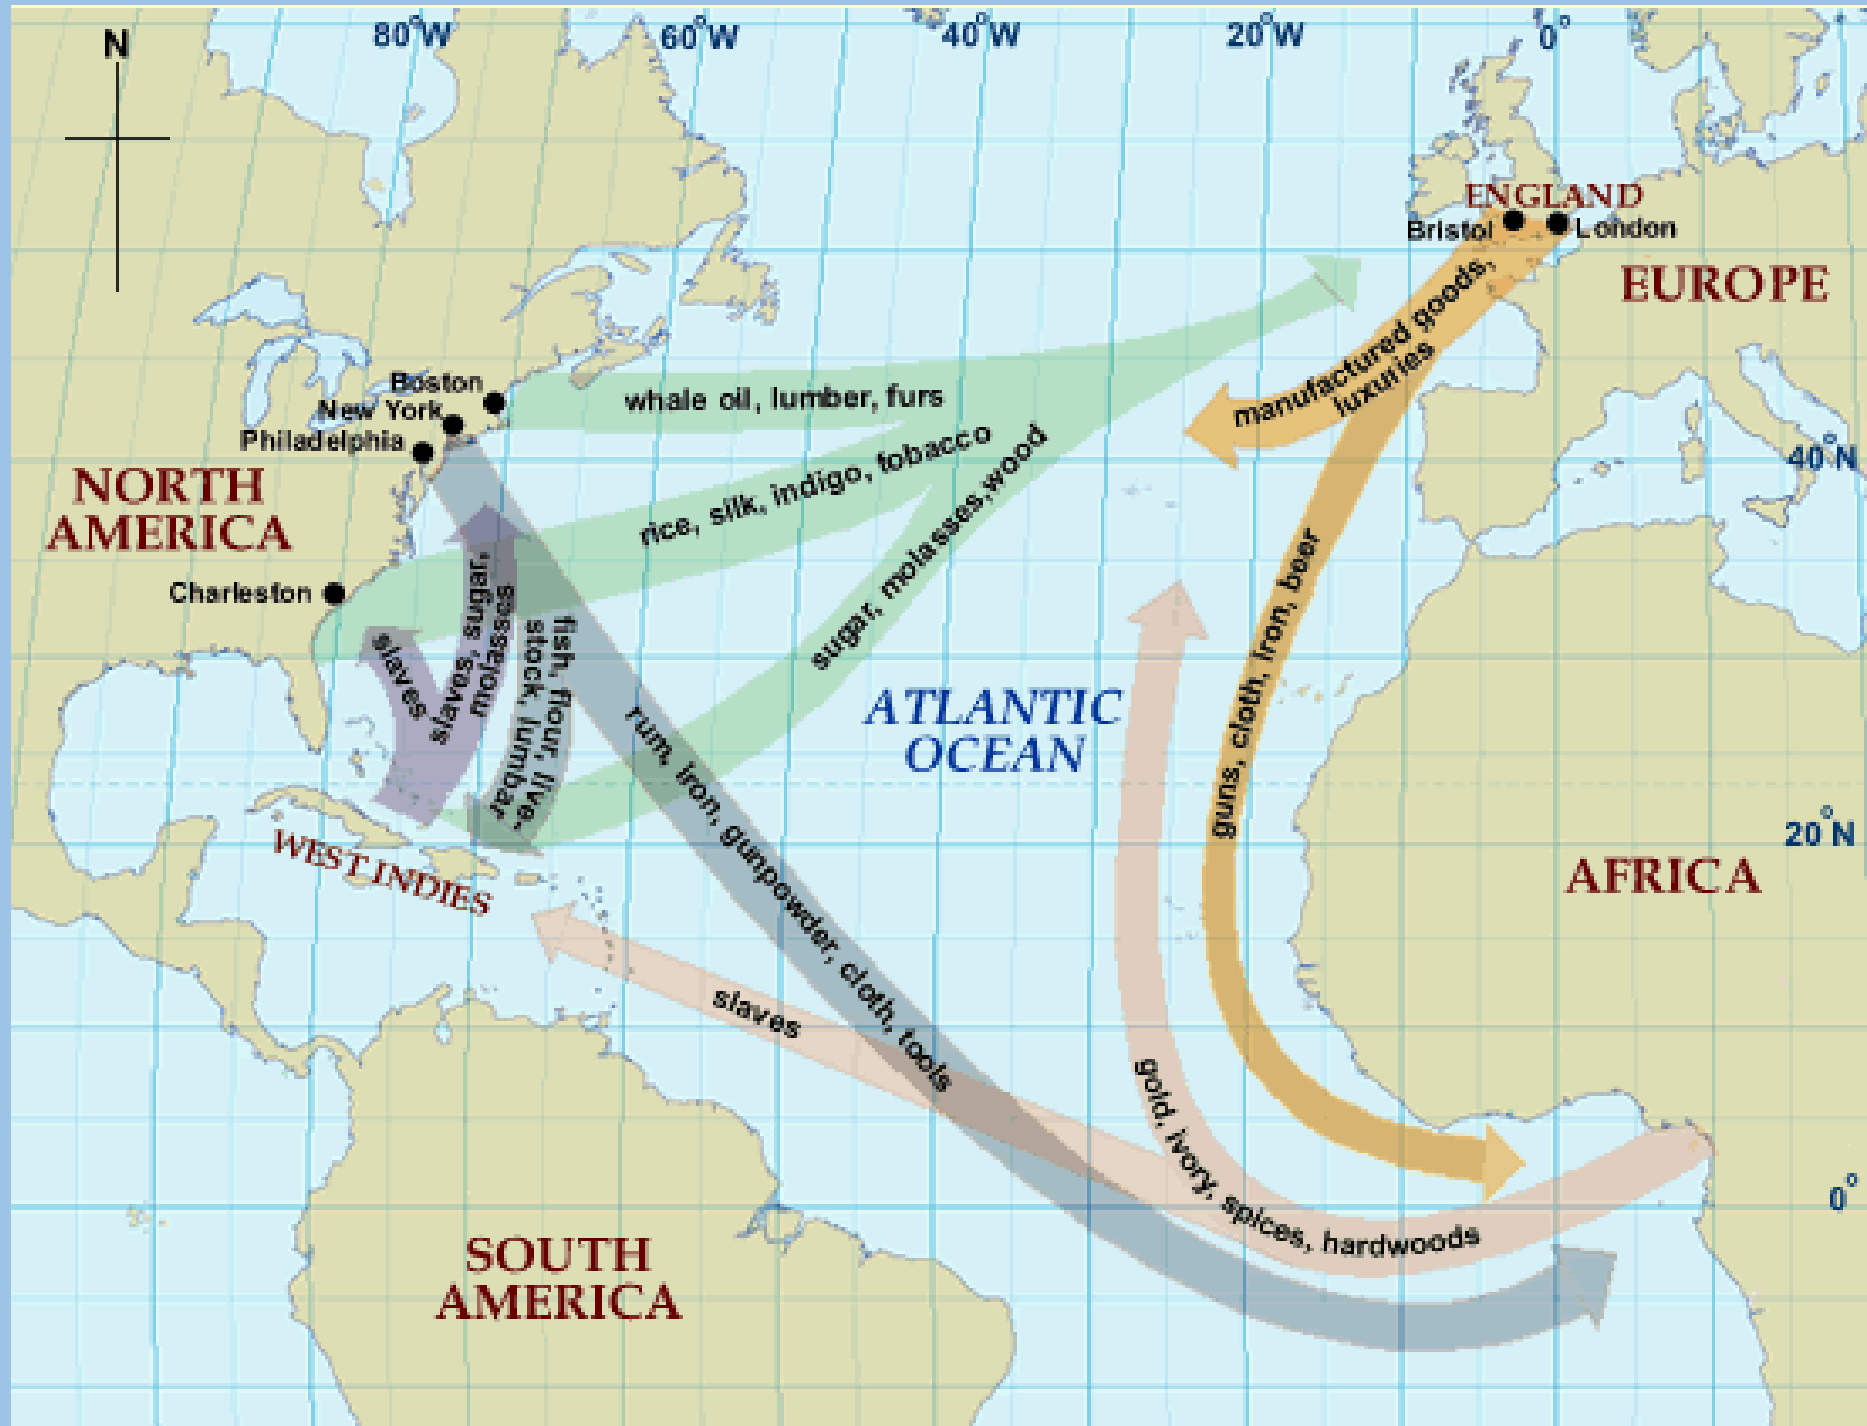 N
80°W
60°W
40°W
20°W
0°
ENGLAND
Bristol
London
EUROPE
Boston
New York
Philadelphia
whale oil, lumber, furs
manufactured goods,
luxuries
rice, silk, indigo, tobacco
sugar, molasses,wood
40°N
NORTH
AMERICA
Charleston
slaves
slaves, sugar,
molasses
fish, flour, live,
stock, lumbar
guns, cloth, iron, beer
ATLANTIC
OCEAN
rum, iron, gunpowder, cloth, tools
20°N
WEST INDIES
AFRICA
slaves
gold, ivory, spices, hardwoods
0°
SOUTH
AMERICA